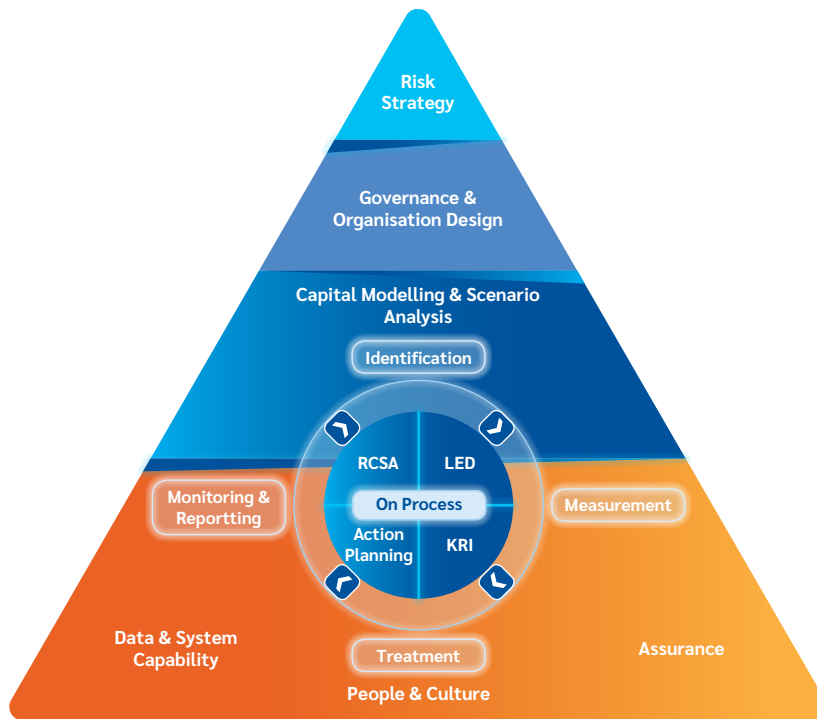 Risk
Strategy
Governance &
Organisation Design
Capital Modelling & Scenario
Analysis
Identification
RCSA
LED
Monitoring &
Reportting
On Process
Measurement
Action
Planning
KRI
Data & System
Capability
Treatment
Assurance
People & Culture